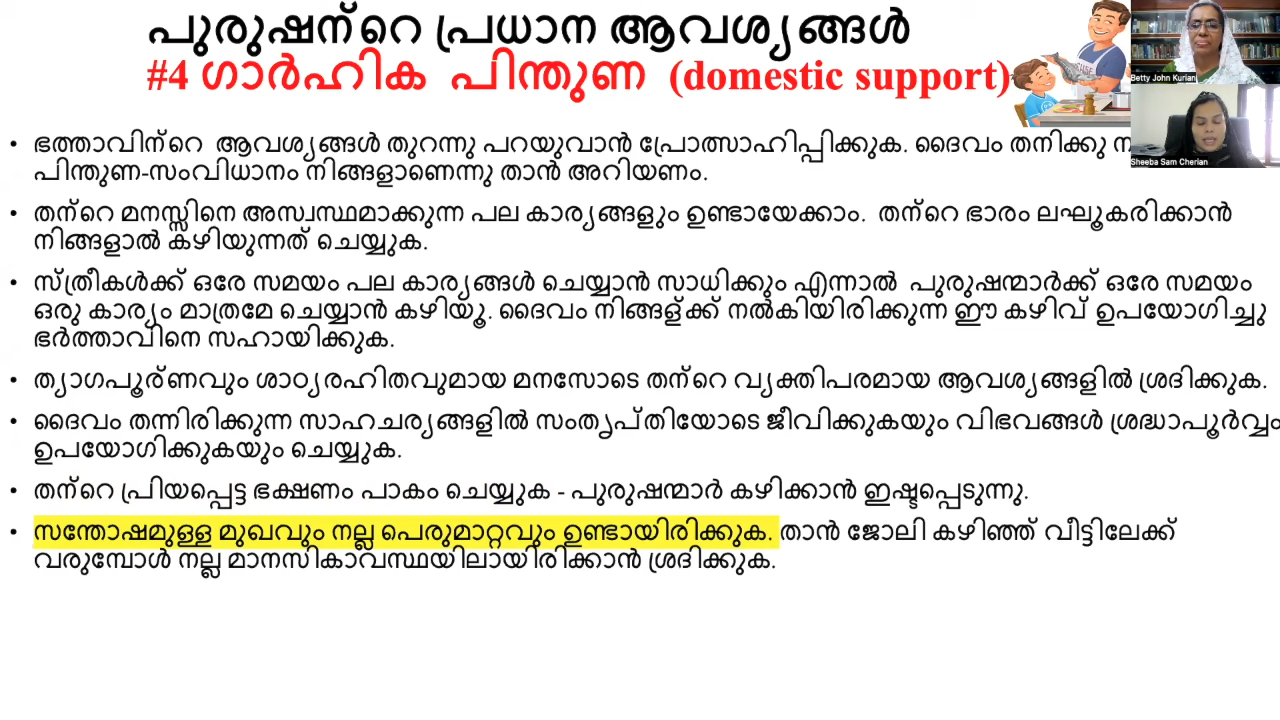 പുരുഷന്റെ പ്രധാന ആവശ്യങ്ങൾ
#4 ഗാർഹിക പിന്തുണ (domestic support)
• ഭത്താവിന്റെ ആവശ്യങ്ങൾ തുറന്നു പറയുവാൻ പ്രോത്സാഹിപ്പിക്കുക. ദൈവം തനിക്കു
പിന്തുണ-സംവിധാനം നിങ്ങളാണെന്നു താൻ അറിയണം.
• തന്റെ മനസ്സിനെ അസ്വസ്ഥമാക്കുന്ന പല കാര്യങ്ങളും ഉണ്ടായേക്കാം. തന്റെ ഭാരം ലഘൂകരിക്കാൻ
നിങ്ങളാൽ കഴിയുന്നത് ചെയ്യുക.
• സ്ത്രീകൾക്ക് ഒരേ സമയം പല കാര്യങ്ങൾ ചെയ്യാൻ സാധിക്കും എന്നാൽ പുരുഷന്മാർക്ക് ഒരേ സമയം
ഒരു കാര്യം മാത്രമേ ചെയ്യാൻ കഴിയൂ. ദൈവം നിങ്ങള്ക്ക് നൽകിയിരിക്കുന്ന ഈ കഴിവ് ഉപയോഗിച്ചു
ഭർത്താവിനെ സഹായിക്കുക.
• ത്യാഗപൂര്ണവും ശാഠ്യരഹിതവുമായ മനസോടെ തന്റെ വ്യക്തിപരമായ ആവശ്യങ്ങളിൽ ശ്രദിക്കുക.
• ദൈവം തന്നിരിക്കുന്ന സാഹചര്യങ്ങളിൽ സംതൃപ്തിയോടെ ജീവിക്കുകയും വിഭവങ്ങൾ ശ്രദ്ധാപൂർവ്വം
ഉപയോഗിക്കുകയും ചെയ്യുക.
• തന്റെ പ്രിയപ്പെട്ട ഭക്ഷണം പാകം ചെയ്യുക - പുരുഷന്മാർ കഴിക്കാൻ ഇഷ്ടപ്പെടുന്നു.
• സന്തോഷമുള്ള മുഖവും നല്ല പെരുമാറ്റവും ഉണ്ടായിരിക്കുക. താൻ ജോലി കഴിഞ്ഞ് വീട്ടിലേക്ക്
വരുമ്പോൾ നല്ല മാനസികാവസ്ഥയിലായിരിക്കാൻ ശ്രദിക്കുക.
Betty John Kurian
Sheeba Sam Cherian